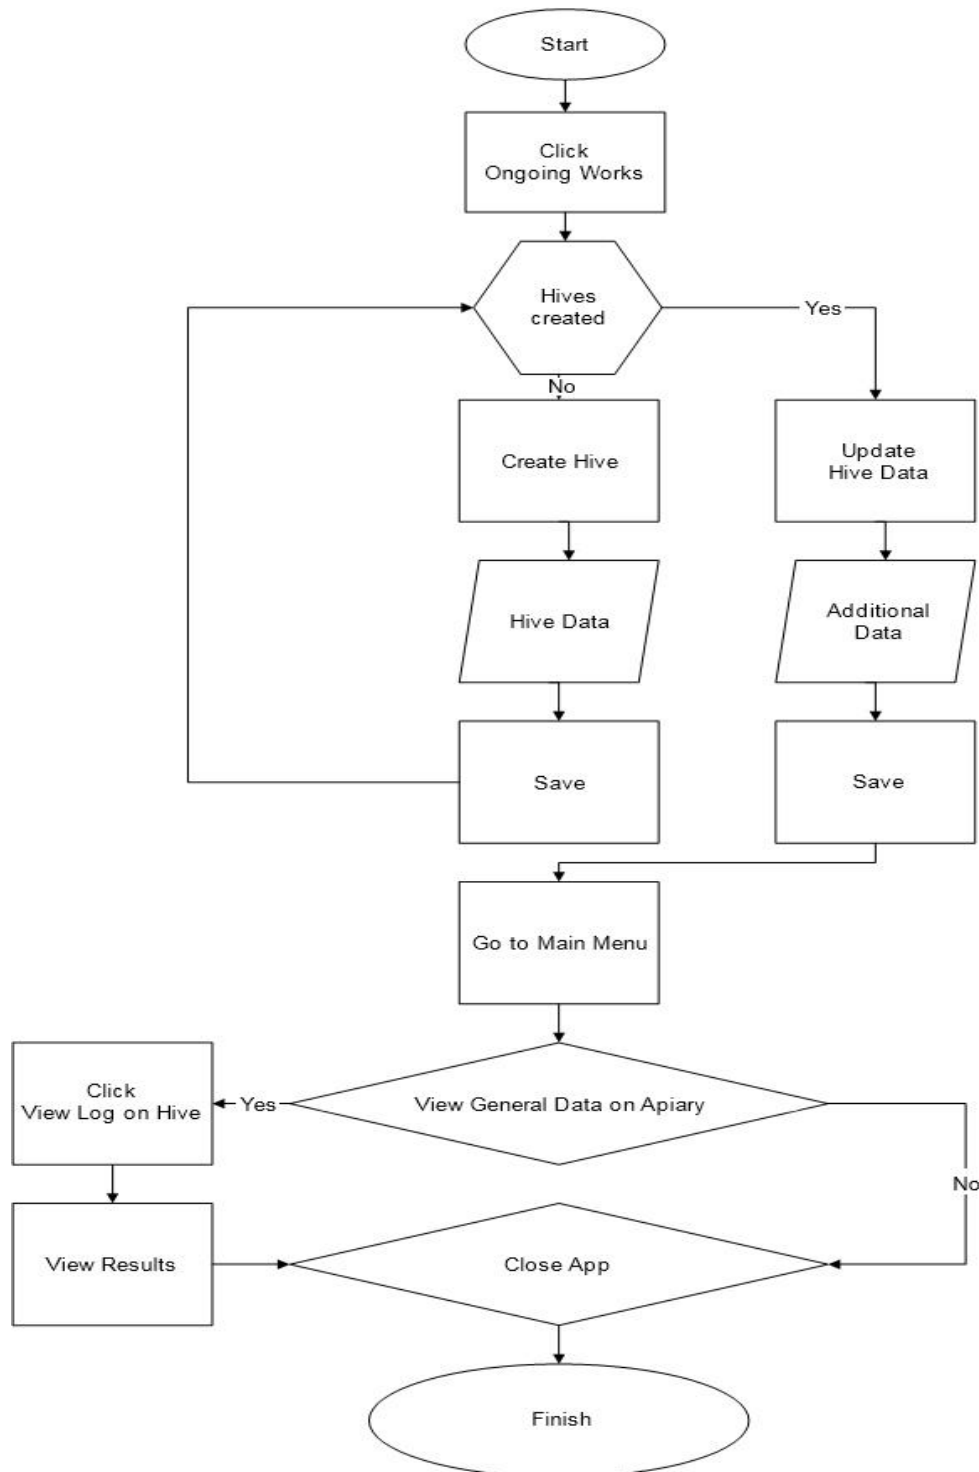 Start
Click
Ongoing Works
Hives
created
Yes
No
Create Hive
Update
Hive Data
Hive Data
Additional
Data
Save
Save
Go to Main Menu
Click
View Log on Hive
Yes
View General Data on Apiary
No
View Results
Close App
Finish